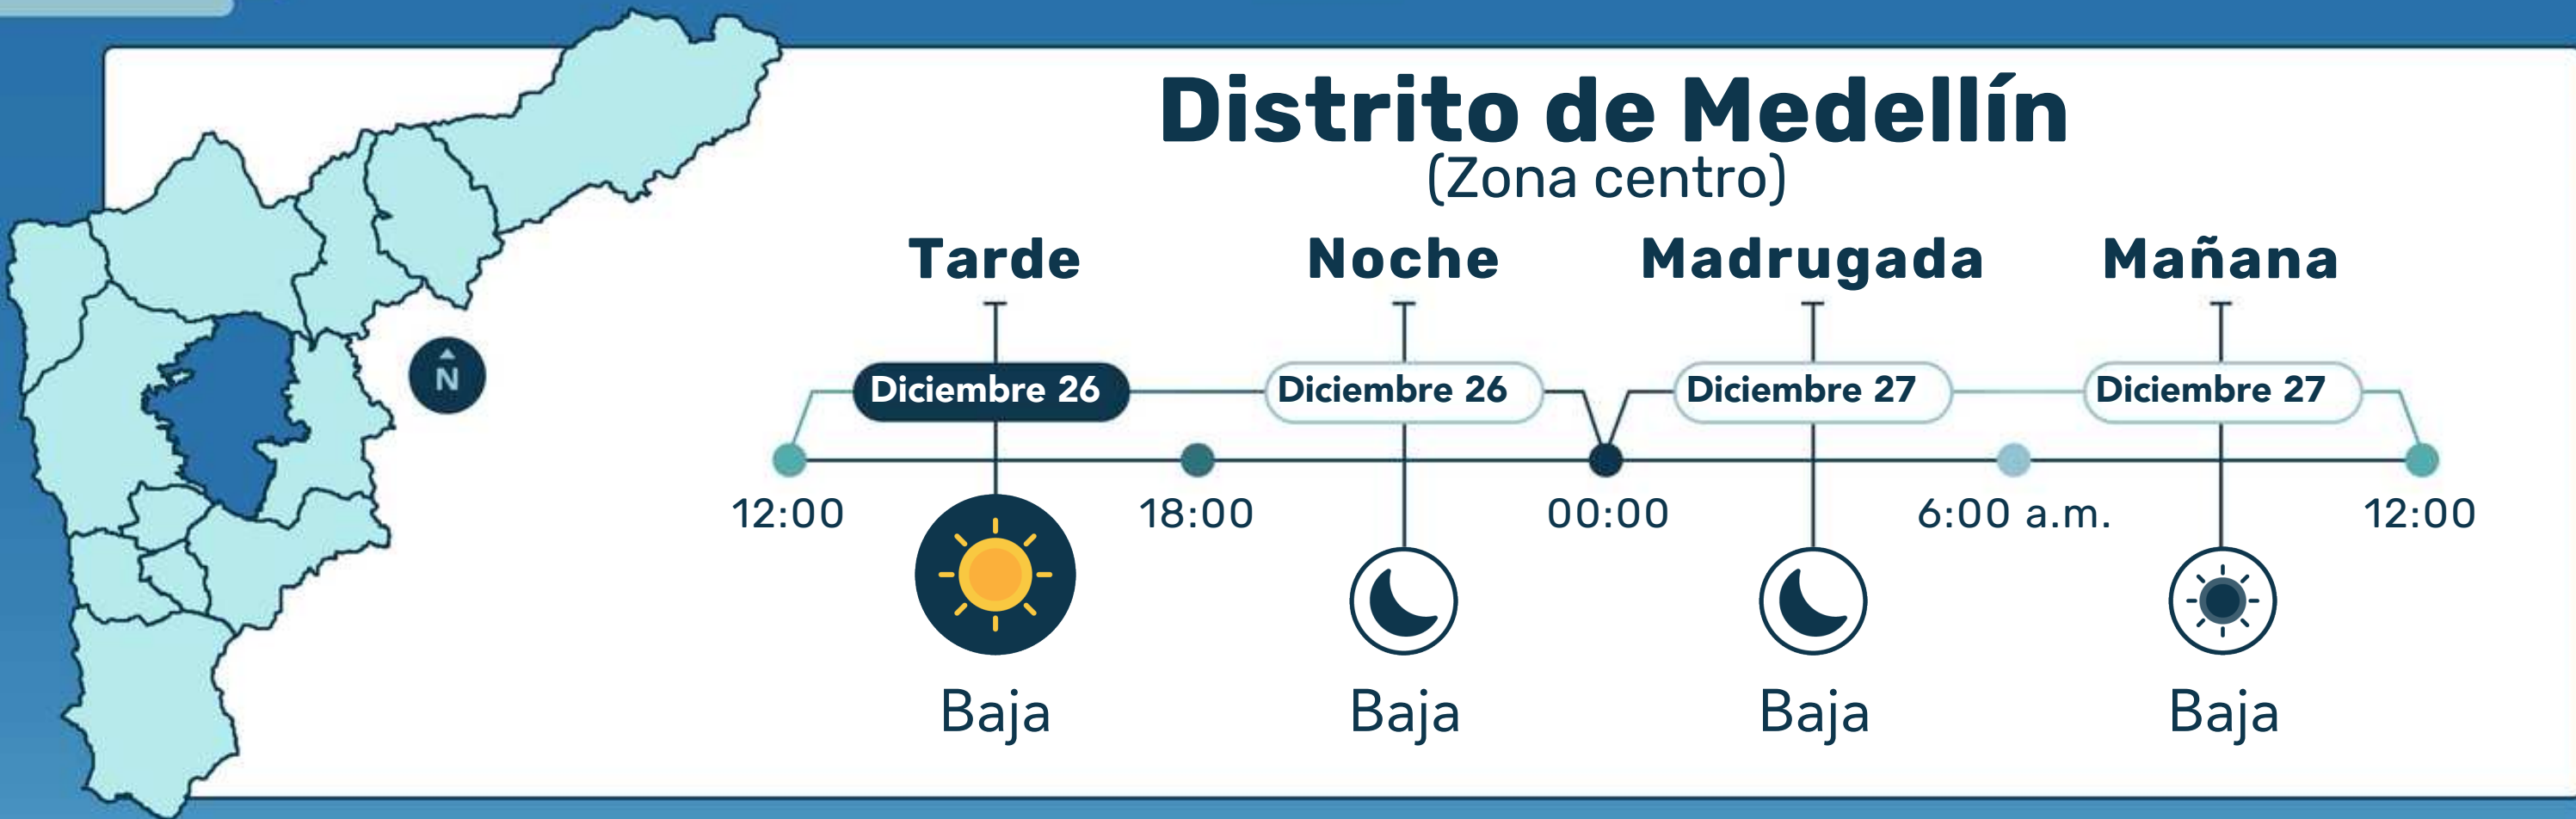 Distrito de Medellín
(Zona centro)
Tarde Noche Madrugada Mañana
Diciembre 26 Diciembre 26 Diciembre 27 Diciembre 27
12:00 18:00 00:00 6:00 a.m. 12:00
N
Baja Baja Baja Baja